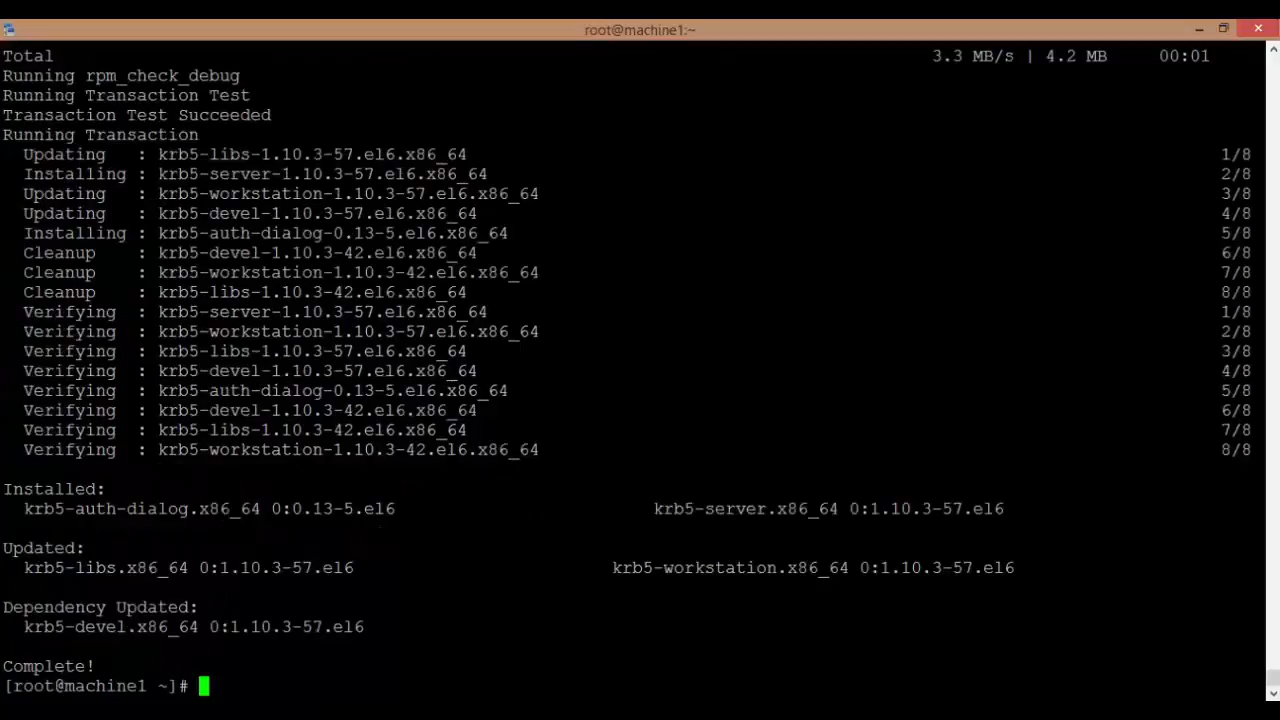 root@machine1:~
Total 3.3 MB/s | 4.2 MB 00:01
Running rpm_check_debug
Running Transaction Test
Transaction Test Succeeded
Running Transaction
Updating : krb5-libs-1.10.3-57.el6.x86_64 1/8
Installing : krb5-server-1.10.3-57.el6.x86_64 2/8
Updating : krb5-workstation-1.10.3-57.el6.x86_64 3/8
Updating : krb5-devel-1.10.3-57.el6.x86_64 4/8
Installing : krb5-auth-dialog-0.13-5.el6.x86_64 5/8
Cleanup : krb5-devel-1.10.3-42.el6.x86_64 6/8
Cleanup : krb5-workstation-1.10.3-42.el6.x86_64 7/8
Cleanup : krb5-libs-1.10.3-42.el6.x86_64 8/8
Verifying : krb5-server-1.10.3-57.el6.x86_64 1/8
Verifying : krb5-workstation-1.10.3-57.el6.x86_64 2/8
Verifying : krb5-libs-1.10.3-57.el6.x86_64 3/8
Verifying : krb5-devel-1.10.3-57.el6.x86_64 4/8
Verifying : krb5-auth-dialog-0.13-5.el6.x86_64 5/8
Verifying : krb5-devel-1.10.3-42.el6.x86_64 6/8
Verifying : krb5-libs-1.10.3-42.el6.x86_64 7/8
Verifying : krb5-workstation-1.10.3-42.el6.x86_64 8/8
Installed:
krb5-auth-dialog.x86_64 0:0.13-5.el6 krb5-server.x86_64 0:1.10.3-57.el6
Updated:
krb5-libs.x86_64 0:1.10.3-57.el6 krb5-workstation.x86_64 0:1.10.3-57.el6
Dependency Updated:
krb5-devel.x86_64 0:1.10.3-57.el6
Complete!
[root@machine1 ~]#